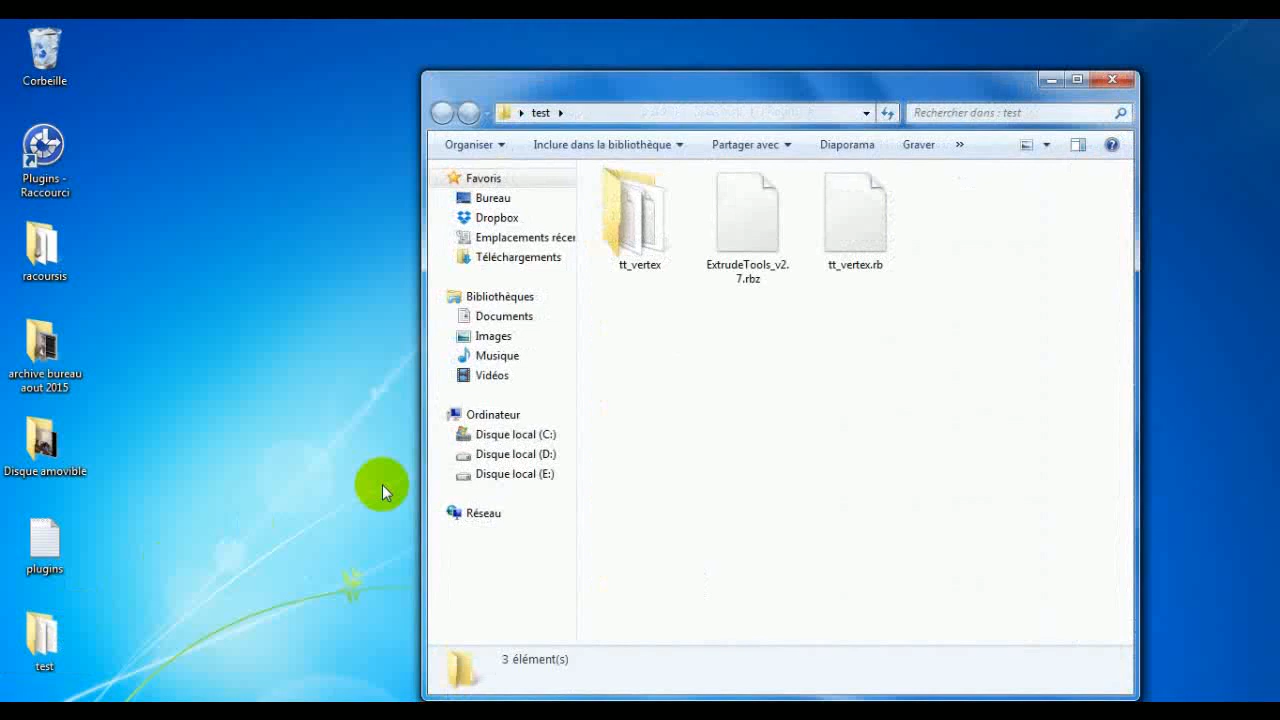 Corbeille
Plugins -
Raccourci
racoursis
archive bureau
aout 2015
Disque amovible
plugins
test
test
Rechercher dans : test
Organiser
Inclure dans la bibliothèque
Partager avec
Diaporama
Graver
»
Favoris
Bureau
Dropbox
Emplacements récen
Téléchargements
Bibliothèques
Documents
Images
Musique
Vidéos
Ordinateur
Disque local (C:)
Disque local (D:)
Disque local (E:)
Réseau
tt_vertex
ExtrudeTools_v2.
7.rbz
tt_vertex.rb
3 élément(s)